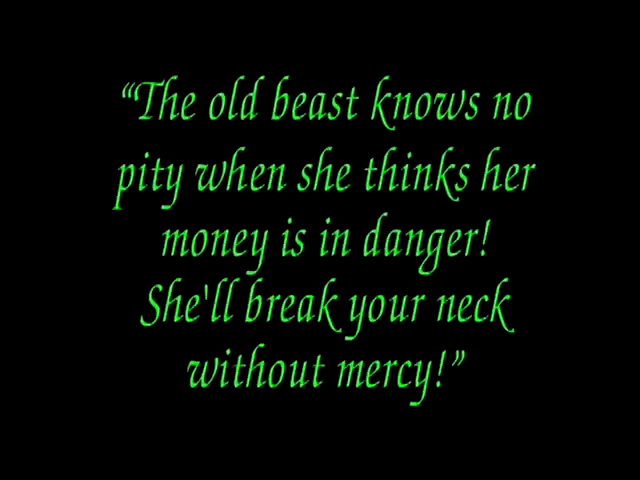 “The old beast knows no
pity when she thinks her
money is in danger!
She'll break your neck
without mercy!”